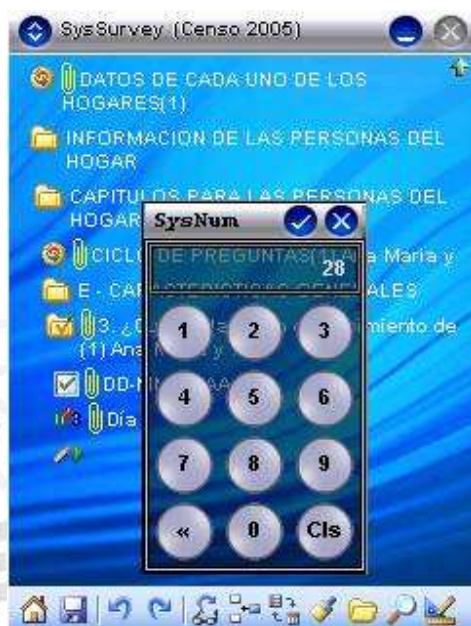 SysSurvey (Censo 2005)
DATOS DE CADA UNO DE LOS
HOGARES(1)
INFORMACION DE LAS PERSONAS DEL
HOGAR
CAPITULOS PARA LAS PERSONAS DEL
HOGAR
SysNum
CICLO DE PREGUNTAS(1) Ana Maria y
28
E - CARACTERISTICAS GENERALES
3. ¿
miento de
(1) Ana
y
DD-
Día
1 2 3
4 5 6
7 8 9
« 0 Cls